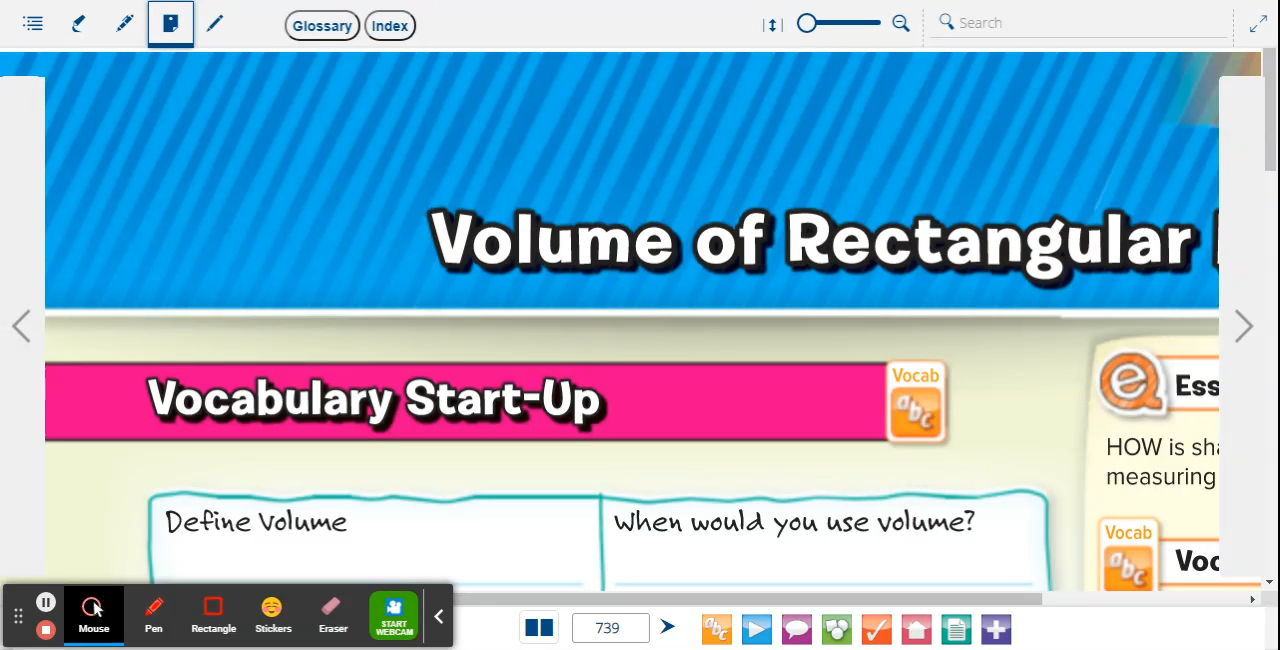 Glossary Index
Search
Volume of Rectangular
Vocabulary Start-Up
Vocab
abc
Define Volume
When would you use volume?
e
Ess
HOW is sha
measuring
Vocab
abc
Voc
Mouse
Pen
Rectangle
Stickers
Eraser
START
WEBCAM
739
abc